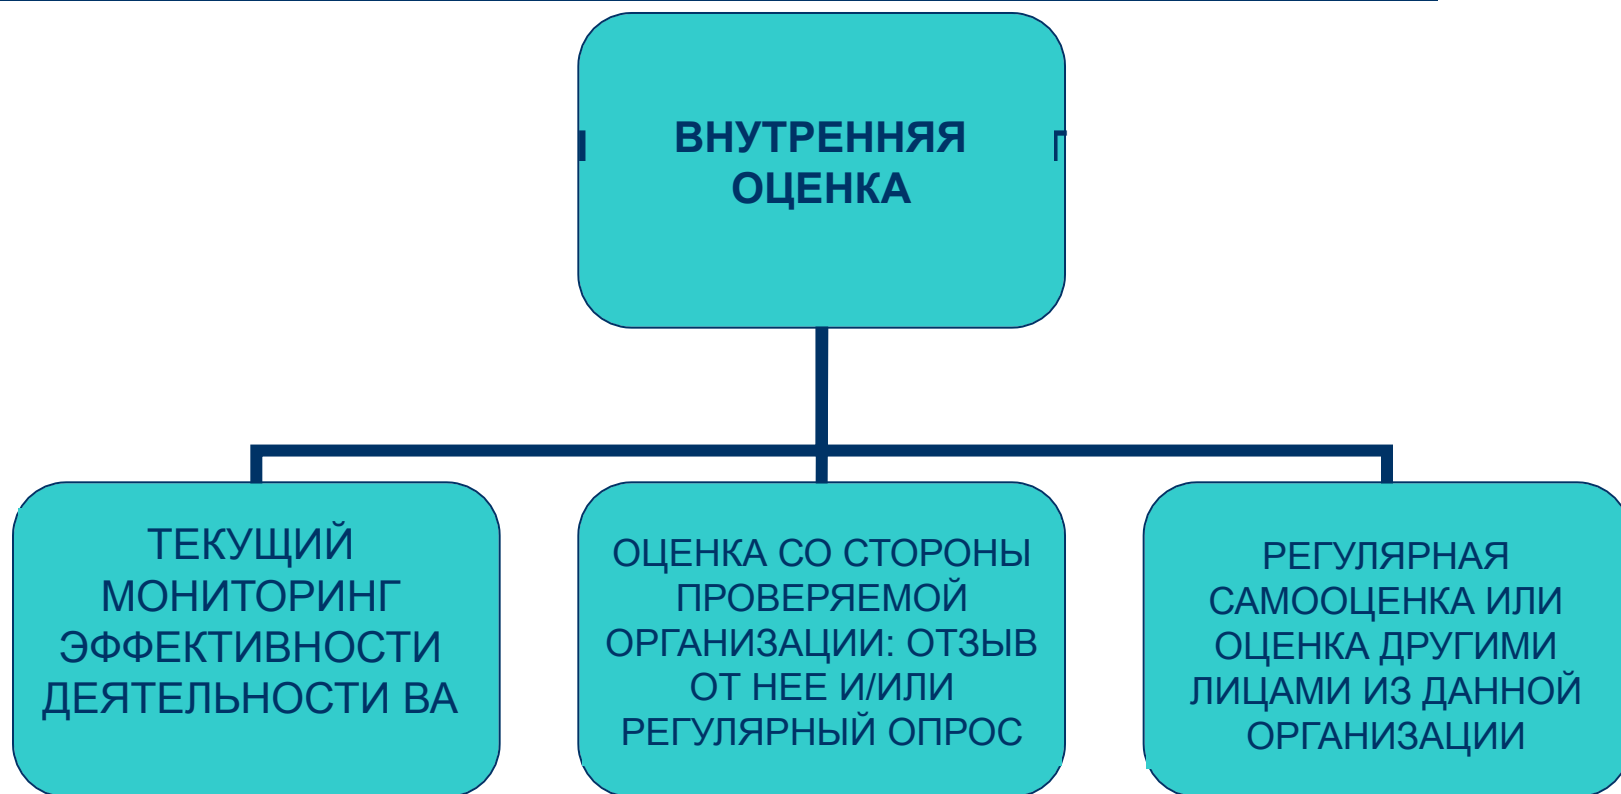 ВНУТРЕННЯЯ
ОЦЕНКА
ТЕКУЩИЙ
МОНИТОРИНГ
ЭФФЕКТИВНОСТИ
ДЕЯТЕЛЬНОСТИ ВА
ОЦЕНКА СО СТОРОНЫ
ПРОВЕРЯЕМОЙ
ОРГАНИЗАЦИИ: ОТЗЫВ
ОТ НЕЕ И/ИЛИ
РЕГУЛЯРНЫЙ ОПРОС
РЕГУЛЯРНАЯ
САМООЦЕНКА ИЛИ
ОЦЕНКА ДРУГИМИ
ЛИЦАМИ ИЗ ДАННОЙ
ОРГАНИЗАЦИИ